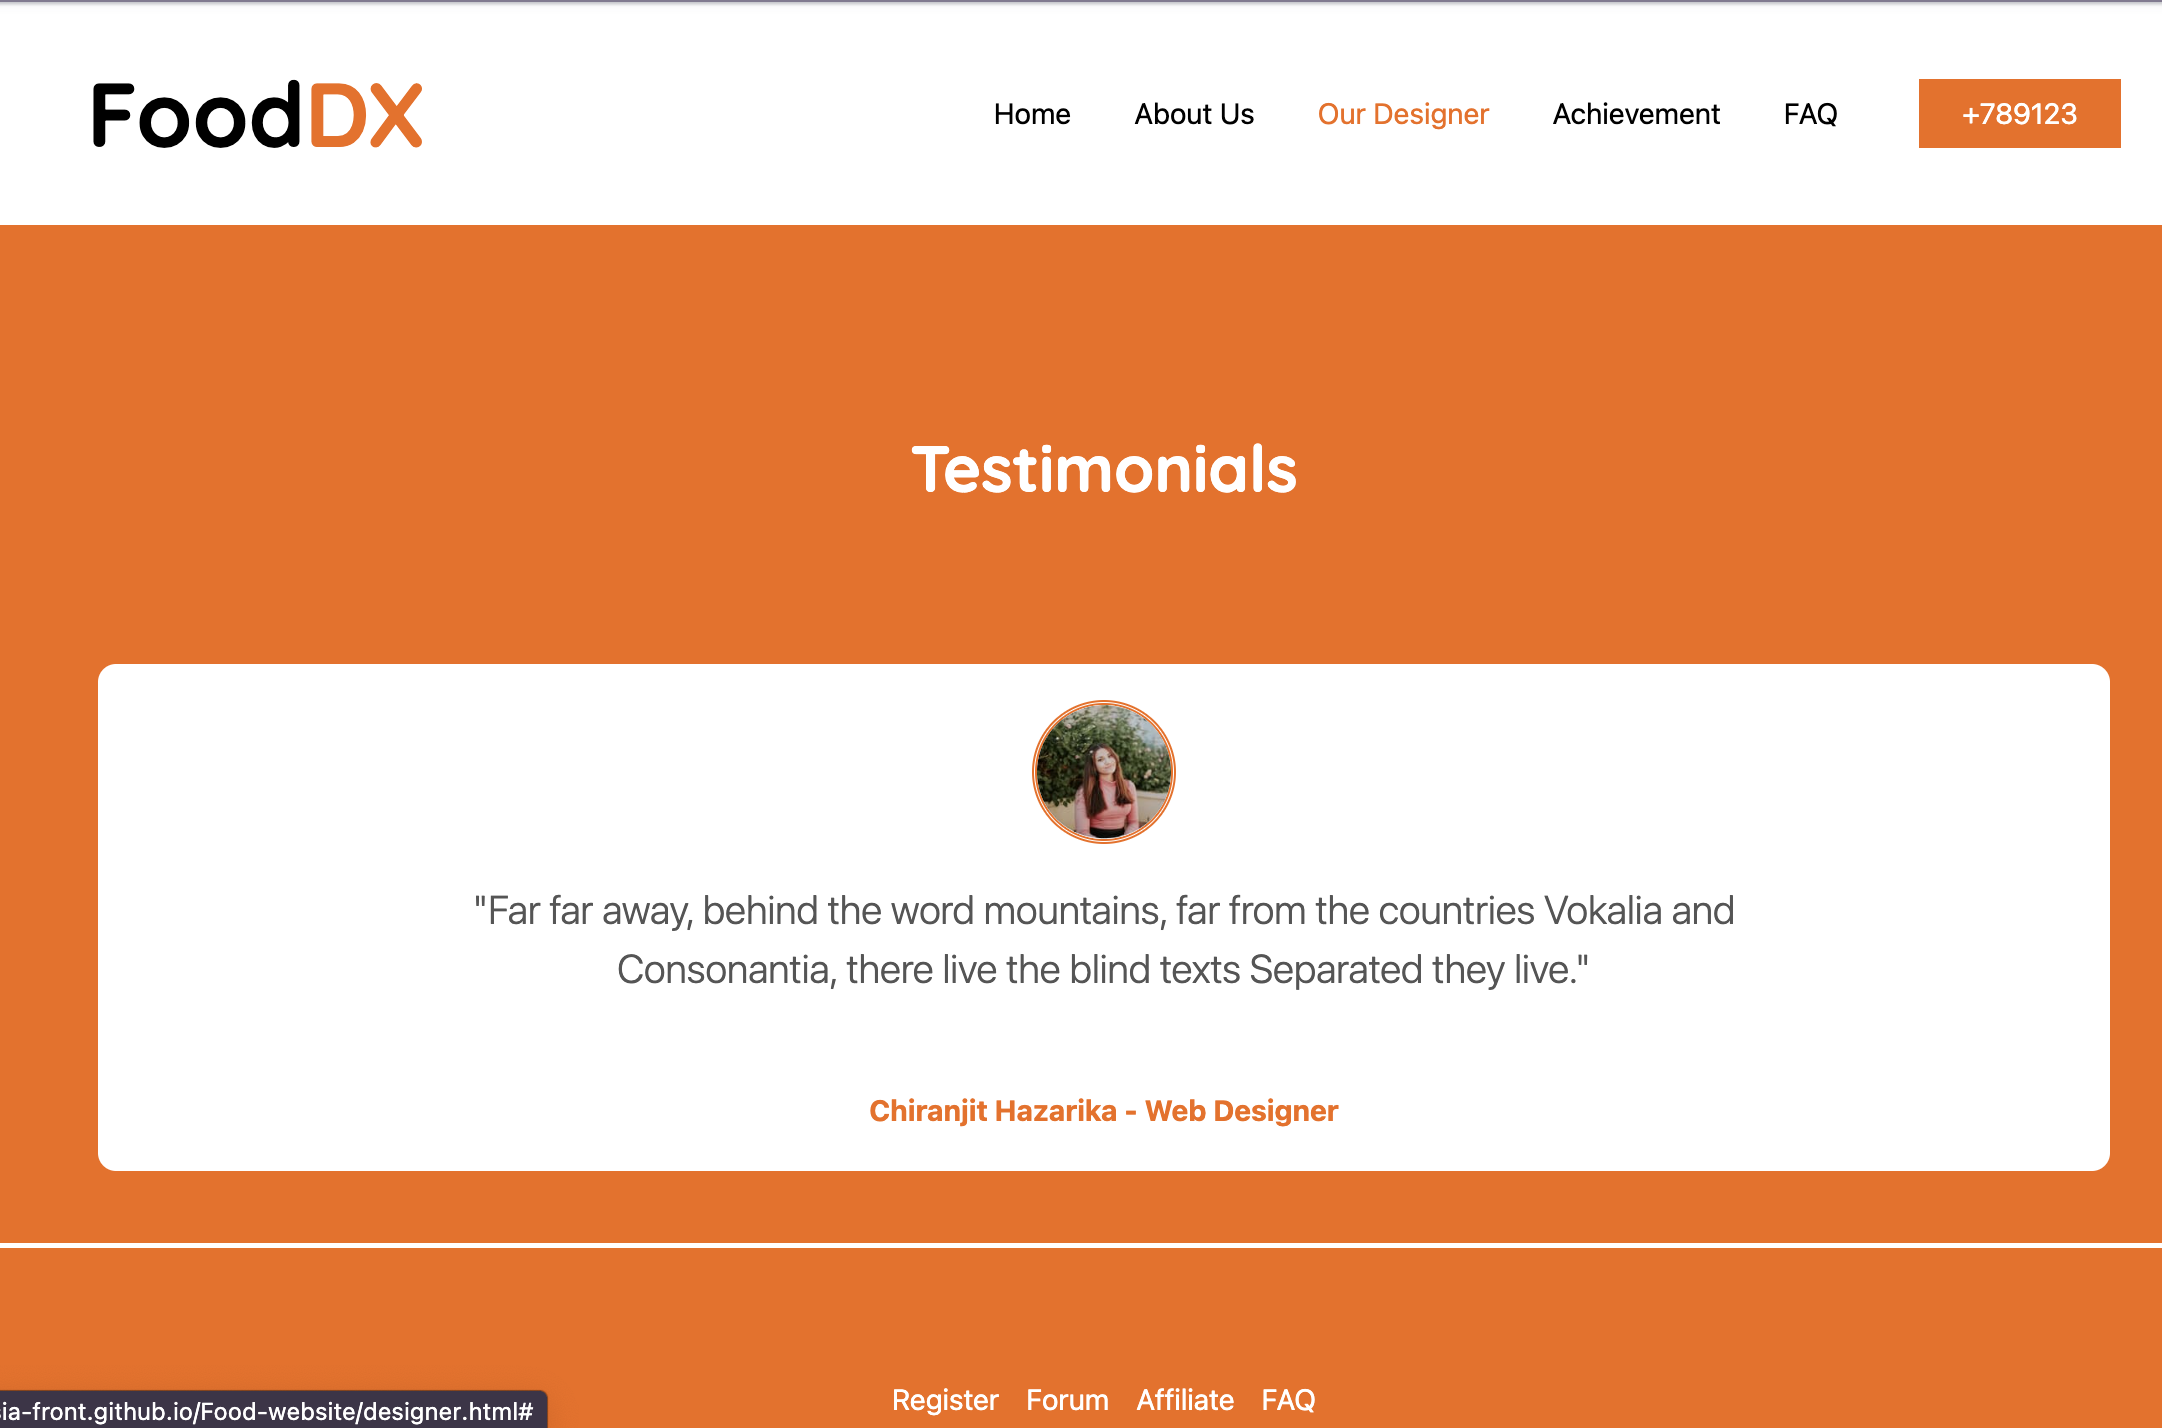 FoodDX
Home About Us Our Designer Achievement FAQ +789123
Testimonials
"Far far away, behind the word mountains, far from the countries Vokalia and
Consonantia, there live the blind texts Separated they live."
Chiranjit Hazarika - Web Designer
Register Forum Affiliate FAQ
ia-front.github.io/Food-website/designer.html#